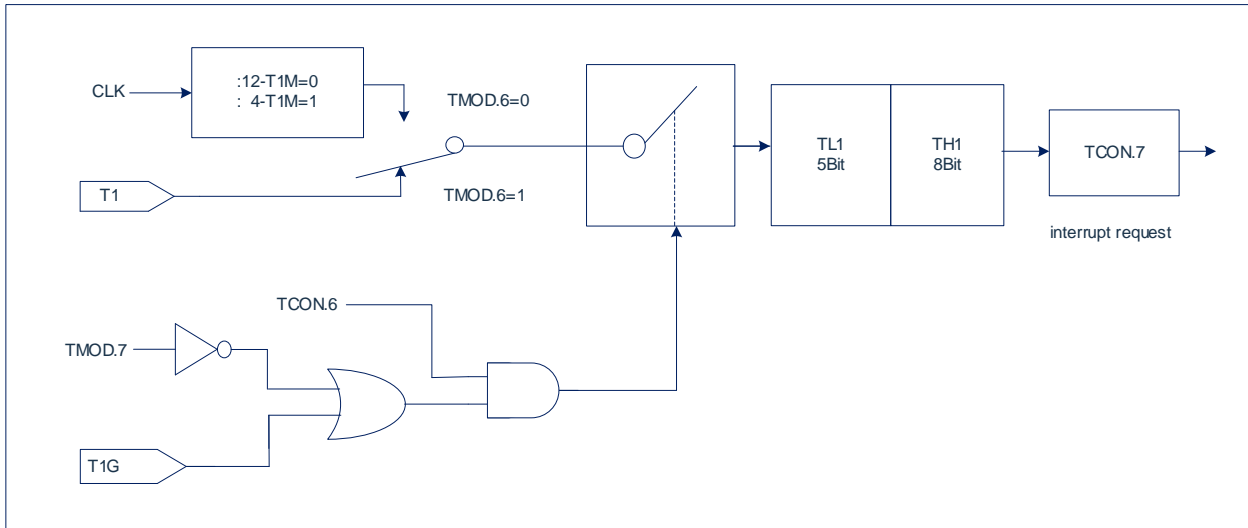 :12-T1M=0
: 4-T1M=1
CLK
TMOD.6=0
T1
TMOD.6=1
TL1
5Bit
TH1
8Bit
TCON.7
interrupt request
TCON.6
TMOD.7
T1G